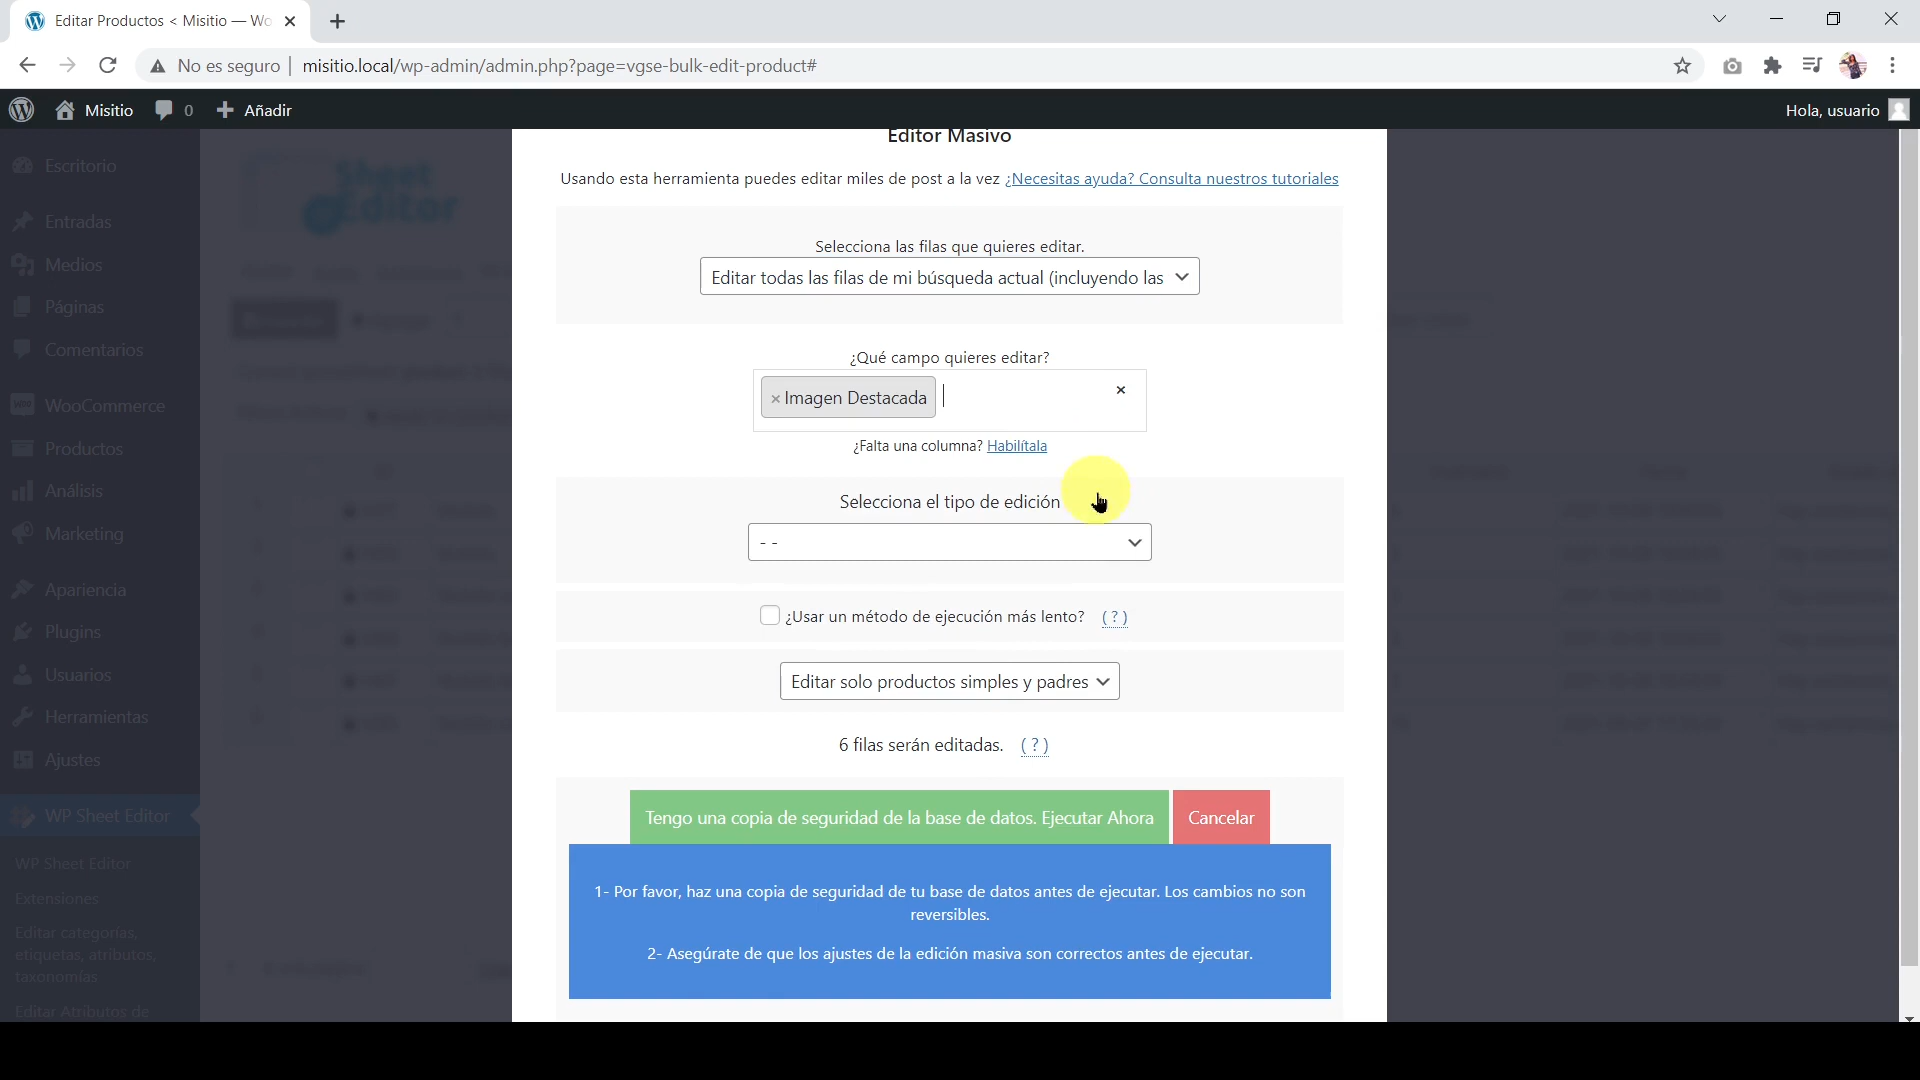 Editar Productos < Misitio — Wo
No es seguro
misitio.local/wp-admin/admin.php?page=vgse-bulk-edit-product#
Misitio
0
Añadir
Hola, usuario
Escritorio
Entradas
Medios
Páginas
Comentarios
WooCommerce
Productos
Análisis
Marketing
Apariencia
Plugins
Usuarios
Herramientas
Ajustes
WP Sheet Editor
WP Sheet Editor
Extensiones
Editar categorías,
etiquetas, atributos,
taxonomías
Editar Atributos de
Sheet
Editor
Editor Masivo
Usando esta herramienta puedes editar miles de post a la vez ¿Necesitas ayuda? Consulta nuestros tutoriales
Selecciona las filas que quieres editar.
Editar todas las filas de mi búsqueda actual (incluyendo las
¿Qué campo quieres editar?
× Imagen Destacada
×
¿Falta una columna? Habilítala
Selecciona el tipo de edición
- -
¿Usar un método de ejecución más lento? ( ? )
Editar solo productos simples y padres
6 filas serán editadas. ( ? )
Tengo una copia de seguridad de la base de datos. Ejecutar Ahora
Cancelar
1- Por favor, haz una copia de seguridad de tu base de datos antes de ejecutar. Los cambios no son
reversibles.
2- Asegúrate de que los ajustes de la edición masiva son correctos antes de ejecutar.